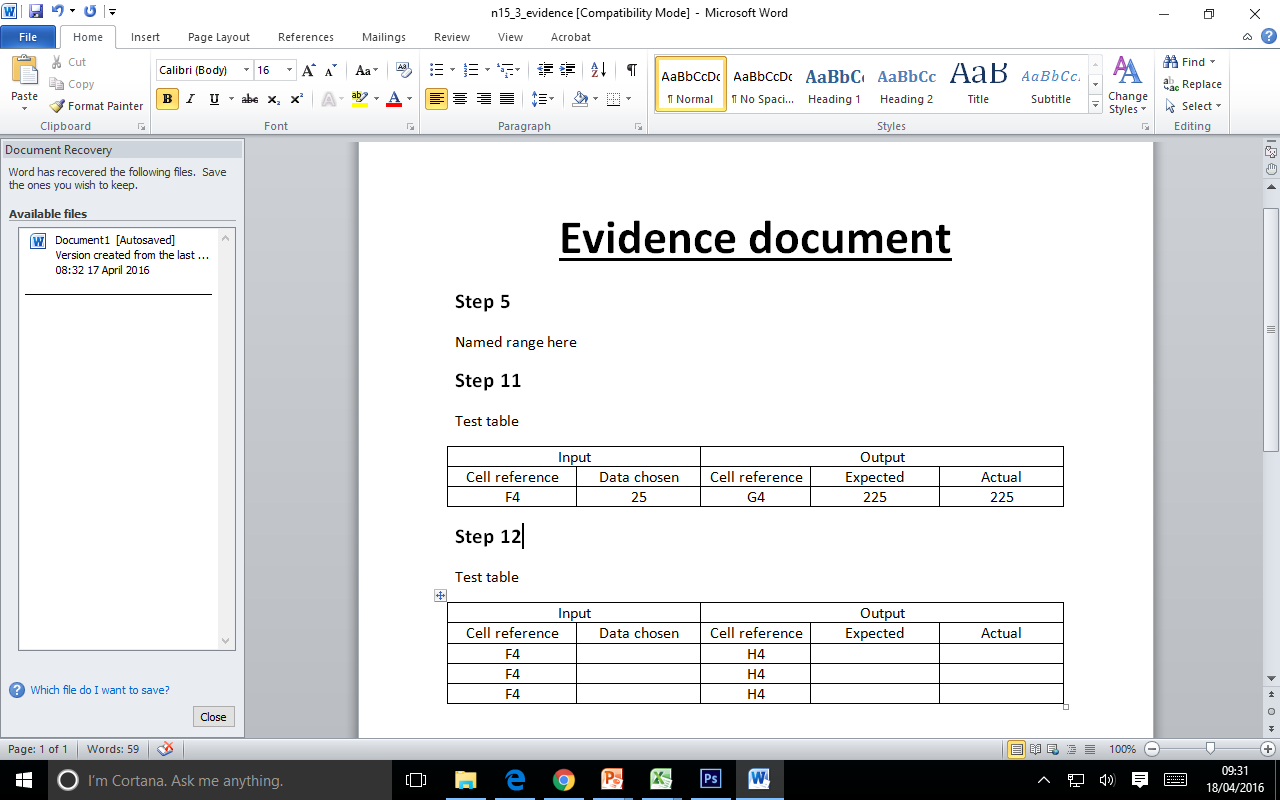 n15_3_evidence [Compatibility Mode] - Microsoft Word
File Home Insert Page Layout References Mailings Review View Acrobat
Paste
Cut
Copy
Format Painter
Clipboard
Calibri (Body) 16
Font
Paragraph
AaBbCcDc AaBbCcDc AaBbC AaBbCc AaB AaBbCc.
¶ Normal ¶ No Spaci... Heading 1 Heading 2 Title Subtitle
Change Styles
Styles
Find
Replace
Select
Editing
Document Recovery
Word has recovered the following files. Save
the ones you wish to keep.
Available files
Document1 [Autosaved]
Version created from the last ...
08:32 17 April 2016
Which file do I want to save?
Close
Evidence document
Step 5
Named range here
Step 11
Test table
Input Output
Cell reference Data chosen Cell reference Expected Actual
F4 25 G4 225 225
Step 12
Test table
Input Output
Cell reference Data chosen Cell reference Expected Actual
F4 H4
F4 H4
F4 H4
Page: 1 of 1 Words: 59 100%
I'm Cortana. Ask me anything.
09:31
18/04/2016